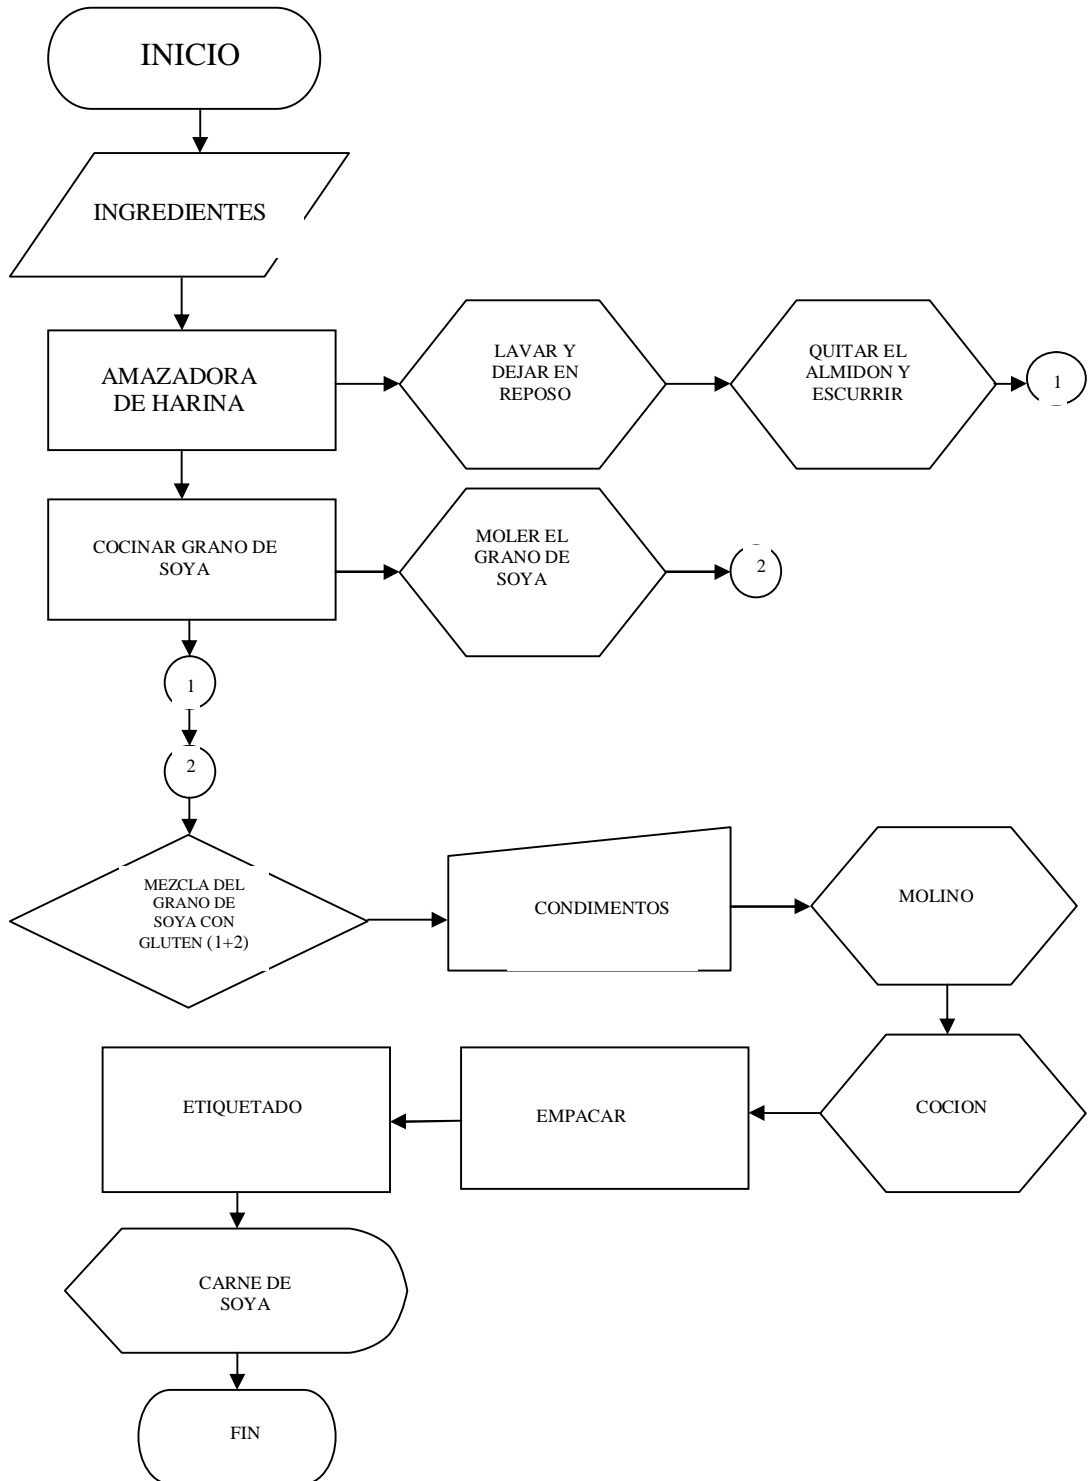 INICIO
INGREDIENTES
AMAZADORA
DE HARINA
LAVAR Y
DEJAR EN
REPOSO
QUITAR EL
ALMIDON Y
ESCURRIR
1
COCINAR GRANO DE
SOYA
MOLER EL
GRANO DE
SOYA
2
1
2
MEZCLA DEL
GRANO DE
SOYA CON
GLUTEN (1+2)
CONDIMENTOS
MOLINO
COCION
EMPACAR
ETIQUETADO
CARNE DE
SOYA
FIN